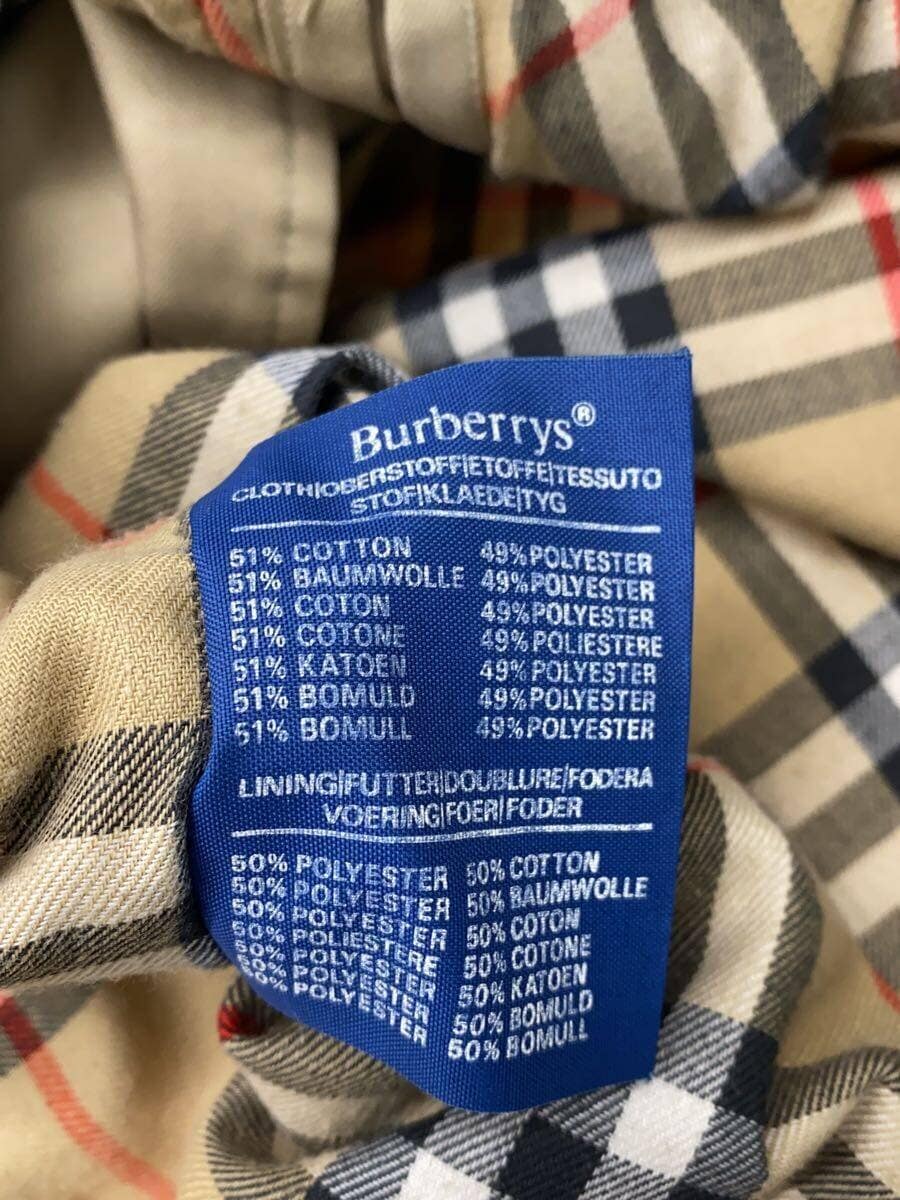 Burberrys®
CLOTH|OBERSTOFF|ETOFFE|TESSUTO
STOF|KLAEDE|TYG
51% COTTON 49% POLYESTER
51% BAUMWOLLE 49% POLYESTER
51% COTON 49% POLYESTER
51% COTONE 49% POLIESTERE
51% KATOEN 49% POLYESTER
51% BOMULD 49% POLYESTER
51% BOMULL 49% POLYESTER
LINING|FUTTER|DOUBLURE|FODERA
VOERING|FOER|FODER
50% POLYESTER 50% COTTON
50% POLYESTER 50% BAUMWOLLE
50% POLYESTER 50% COTON
50% POLIESTERE 50% COTONE
50% POLYESTER 50% KATOEN
50% POLYESTER 50% BOMULD
50% POLYESTER 50% BOMULL